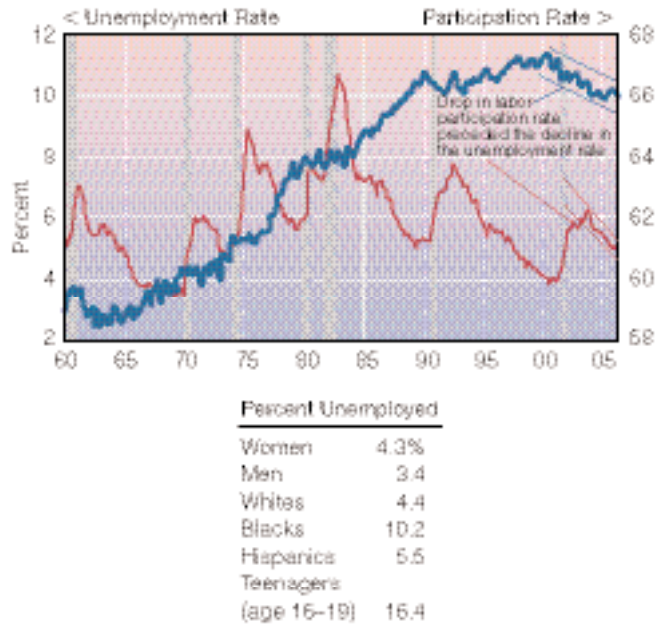 < Unemployment Rate Participation Rate >
12 68
10 66
8 64
6 62
4 60
2 58
Percent
Drop in labor
participation rate
preceded the decline in
the unemployment rate
60 65 70 75 80 85 90 95 00 05
Percent Unemployed
Women 4.3%
Men 3.4
Whites 4.4
Blacks 10.2
Hispanics 5.5
Teenagers
(age 16–19) 16.4